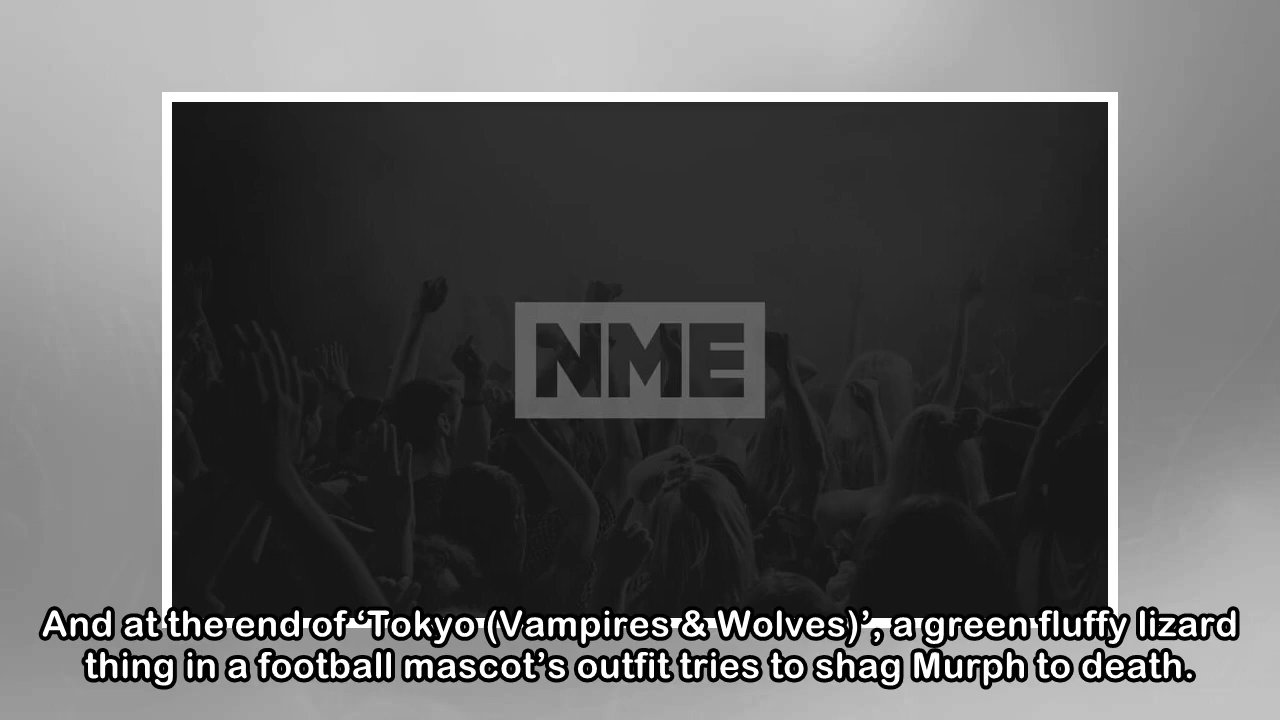 NME
And at the end of ‘Tokyo (Vampires & Wolves)’, a green fluffy lizard
thing in a football mascot’s outfit tries to shag Murph to death.